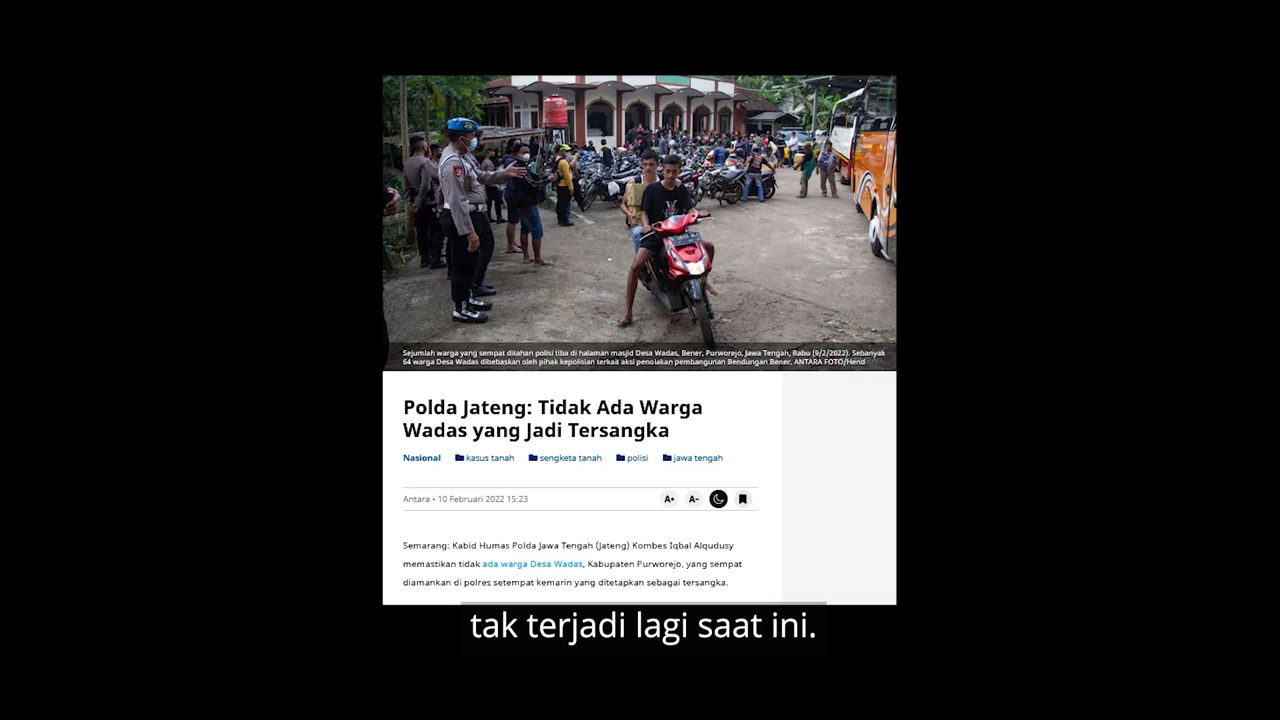 Sejumlah warga yang sempat ditahan polisi tiba di halaman masjid Desa Wadas, Bener, Purworejo, Jawa Tengah, Rabu (9/2/2022). Sebanyak
64 warga Desa Wadas dibebaskan oleh pihak kepolisian terkait aksi penolakan pembangunan Bendungan Bener. ANTARA FOTO/Hend
Polda Jateng: Tidak Ada Warga
Wadas yang Jadi Tersangka
Nasional kasus tanah sengketa tanah polisi jawa tengah
Antara • 10 Februari 2022 15:23 A+ A-
Semarang: Kabid Humas Polda Jawa Tengah (Jateng) Kombes Iqbal Alqudusy
memastikan tidak ada warga Desa Wadas, Kabupaten Purworejo, yang sempat
diamankan di polres setempat kemarin yang ditetapkan sebagai tersangka.
tak terjadi lagi saat ini.